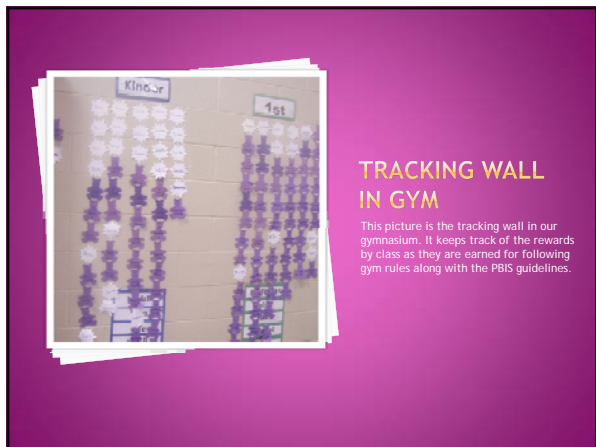 Kinder
1st
TRACKING WALL
IN GYM
This picture is the tracking wall in our
gymnasium. It keeps track of the rewards
by class as they are earned for following
gym rules along with the PBIS guidelines.